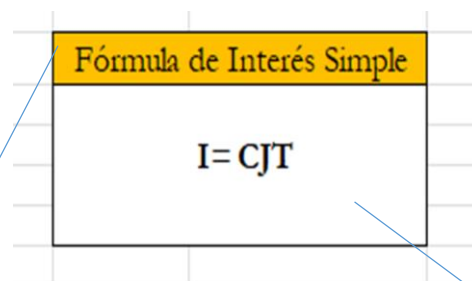 Fórmula de Interés Simple
I= CJT